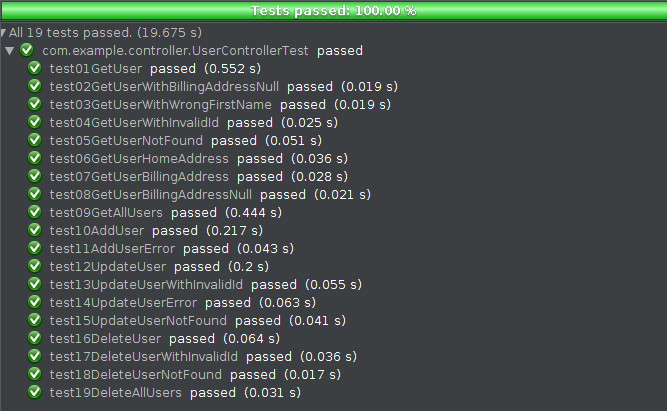 Tests passed: 100.00 %
All 19 tests passed. (19.675 s)
com.example.controller.UserControllerTest passed
test01GetUser passed (0.552 s)
test02GetUserWithBillingAddressNull passed (0.019 s)
test03GetUserWithWrongFirstName passed (0.019 s)
test04GetUserWithInvalidId passed (0.025 s)
test05GetUserNotFound passed (0.051 s)
test06GetUserHomeAddress passed (0.036 s)
test07GetUserBillingAddress passed (0.028 s)
test08GetUserBillingAddressNull passed (0.021 s)
test09GetAllUsers passed (0.444 s)
test10AddUser passed (0.217 s)
test11AddUserError passed (0.043 s)
test12UpdateUser passed (0.2 s)
test13UpdateUserWithInvalidId passed (0.055 s)
test14UpdateUserError passed (0.063 s)
test15UpdateUserNotFound passed (0.041 s)
test16DeleteUser passed (0.064 s)
test17DeleteUserWithInvalidId passed (0.036 s)
test18DeleteUserNotFound passed (0.017 s)
test19DeleteAllUsers passed (0.031 s)